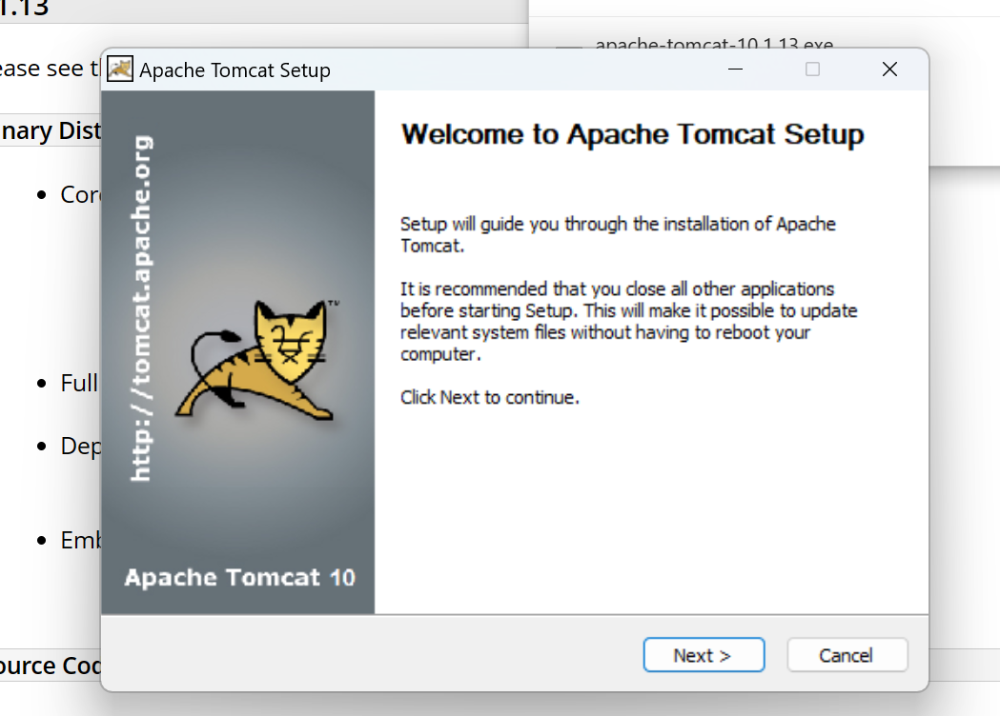 1.13
apache-tomcat-10.1.13.exe
ease see t
Apache Tomcat Setup
nary Dist
Core
Full
Dep
Emb
ource Cod
http://tomcat.apache.org
TM
Apache Tomcat 10
Welcome to Apache Tomcat Setup
Setup will guide you through the installation of Apache
Tomcat.
It is recommended that you close all other applications
before starting Setup. This will make it possible to update
relevant system files without having to reboot your
computer.
Click Next to continue.
Next >
Cancel